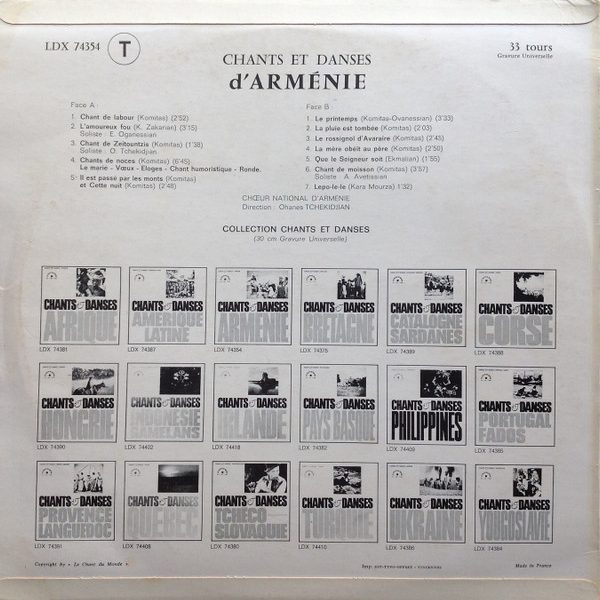 LDX 74354
T
CHANTS ET DANSES
d'ARMÉNIE
33 tours
Gravure Universelle
Face A :
1. Chant de labour (Komitas) (2'52)
2. L'amoureux fou (K. Zakarian) (3'15)
Soliste : E. Oganessian
3. Chant de Zeitountzis (Komitas) (1'38)
Soliste : O. Tchekidjian
4. Chants de noces (Komitas) (6'45)
Le marie - Vœux - Eloges - Chant humoristique - Ronde.
5. Il est passé par les monts (Komitas)
et Cette nuit (Komitas) (2'48)
Face B :
1. Le printemps (Komitas-Ovanessian) (3'33)
2. La pluie est tombée (Komitas) (2'03)
3. Le rossignol d'Avaraire (Komitas) (2'45)
4. La mère obéit au père (Komitas) (2'50)
5. Que le Seigneur soit (Ekmalian) (1'55)
6. Chant de moisson (Komitas) (3'57)
Soliste : A. Avetissian
7. Lepo-le-le (Kara Mourza) 1'32)
CHŒUR NATIONAL D'ARMÉNIE
Direction : Ohanes TCHEKIDJIAN
COLLECTION CHANTS ET DANSES
(30 cm Gravure Universelle)
CHANTS & DANSES
AFRIQUE
LDX 74381
CHANTS & DANSES
AMERIQUE
LATINE
LDX 74387
CHANTS & DANSES
ARMENIE
LDX 74354
CHANTS & DANSES
BRETAGNE
LDX 74375
CHANTS & DANSES
CATALOGNE
SARDANES
LDX 74389
CHANTS & DANSES
CORSE
LDX 74388
CHANTS & DANSES
HONGRIE
LDX 74390
CHANTS & DANSES
GAMELANS
LDX 74402
CHANTS & DANSES
LDX 74418
CHANTS & DANSES
PAYS BASQUE
LDX 74382
CHANTS & DANSES
PHILIPPINES
LDX 74409
CHANTS & DANSES
PORTUGAL
FADOS
LDX 74385
CHANTS & DANSES
PROVENCE
LANGUEDOC
LDX 74391
CHANTS & DANSES
QUEBEC
LDX 74408
CHANTS & DANSES
TCHECO
SLOVAQUIE
LDX 74380
CHANTS & DANSES
TURQUIE
LDX 74410
CHANTS & DANSES
UKRAINE
LDX 74386
CHANTS & DANSES
YOUGOSLAVIE
LDX 74384
Copyright by « Le Chant du Monde ».
Imp.
Made in France